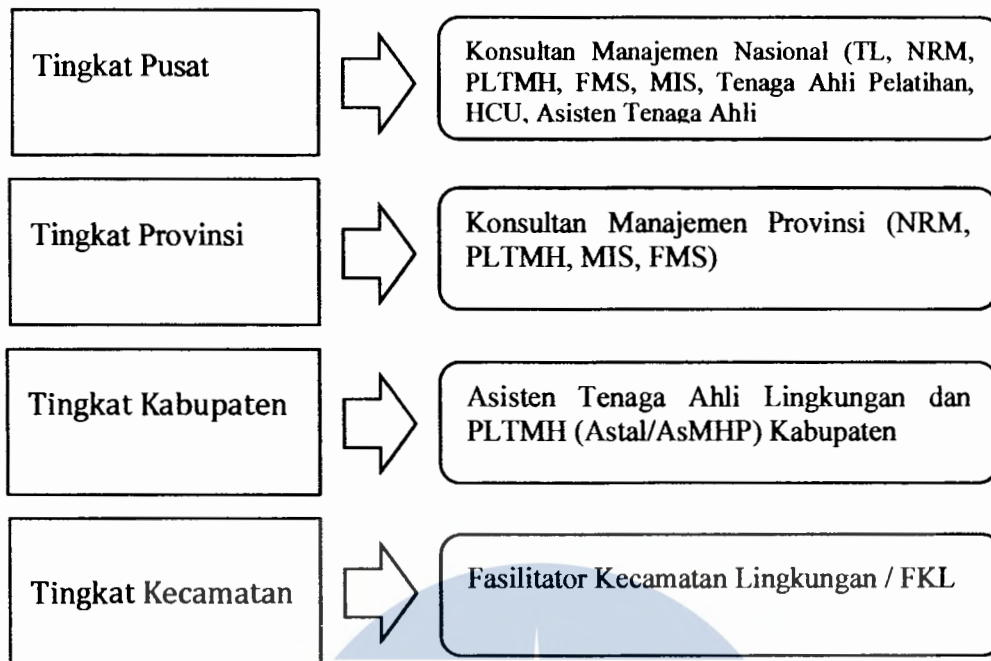 Tingkat Pusat
Konsultan Manajemen Nasional (TL, NRM,
PLTMH, FMS, MIS, Tenaga Ahli Pelatihan,
HCU, Asisten Tenaga Ahli
Tingkat Provinsi
Konsultan Manajemen Provinsi (NRM,
PLTMH, MIS, FMS)
Tingkat Kabupaten
Asisten Tenaga Ahli Lingkungan dan
PLTMH (Astal/AsMHP) Kabupaten
Tingkat Kecamatan
Fasilitator Kecamatan Lingkungan / FKL